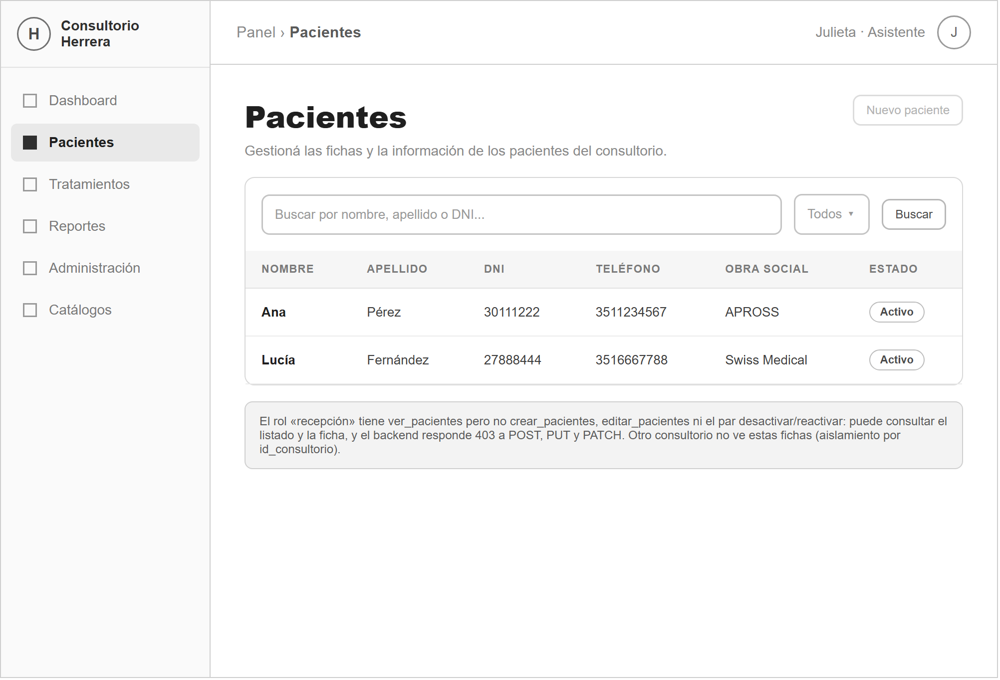 H
Consultorio
Herrera
Panel › Pacientes
Julieta · Asistente
J
Dashboard
Pacientes
Tratamientos
Reportes
Administración
Catálogos
Pacientes
Nuevo paciente
Gestioná las fichas y la información de los pacientes del consultorio.
Buscar por nombre, apellido o DNI...
Todos ▼
Buscar
NOMBRE APELLIDO DNI TELÉFONO OBRA SOCIAL ESTADO
Ana Pérez 30111222 3511234567 APROSS Activo
Lucía Fernández 27888444 3516667788 Swiss Medical Activo
El rol «recepción» tiene ver_pacientes pero no crear_pacientes, editar_pacientes ni el par desactivar/reactivar: puede consultar el
listado y la ficha, y el backend responde 403 a POST, PUT y PATCH. Otro consultorio no ve estas fichas (aislamiento por
id_consultorio).